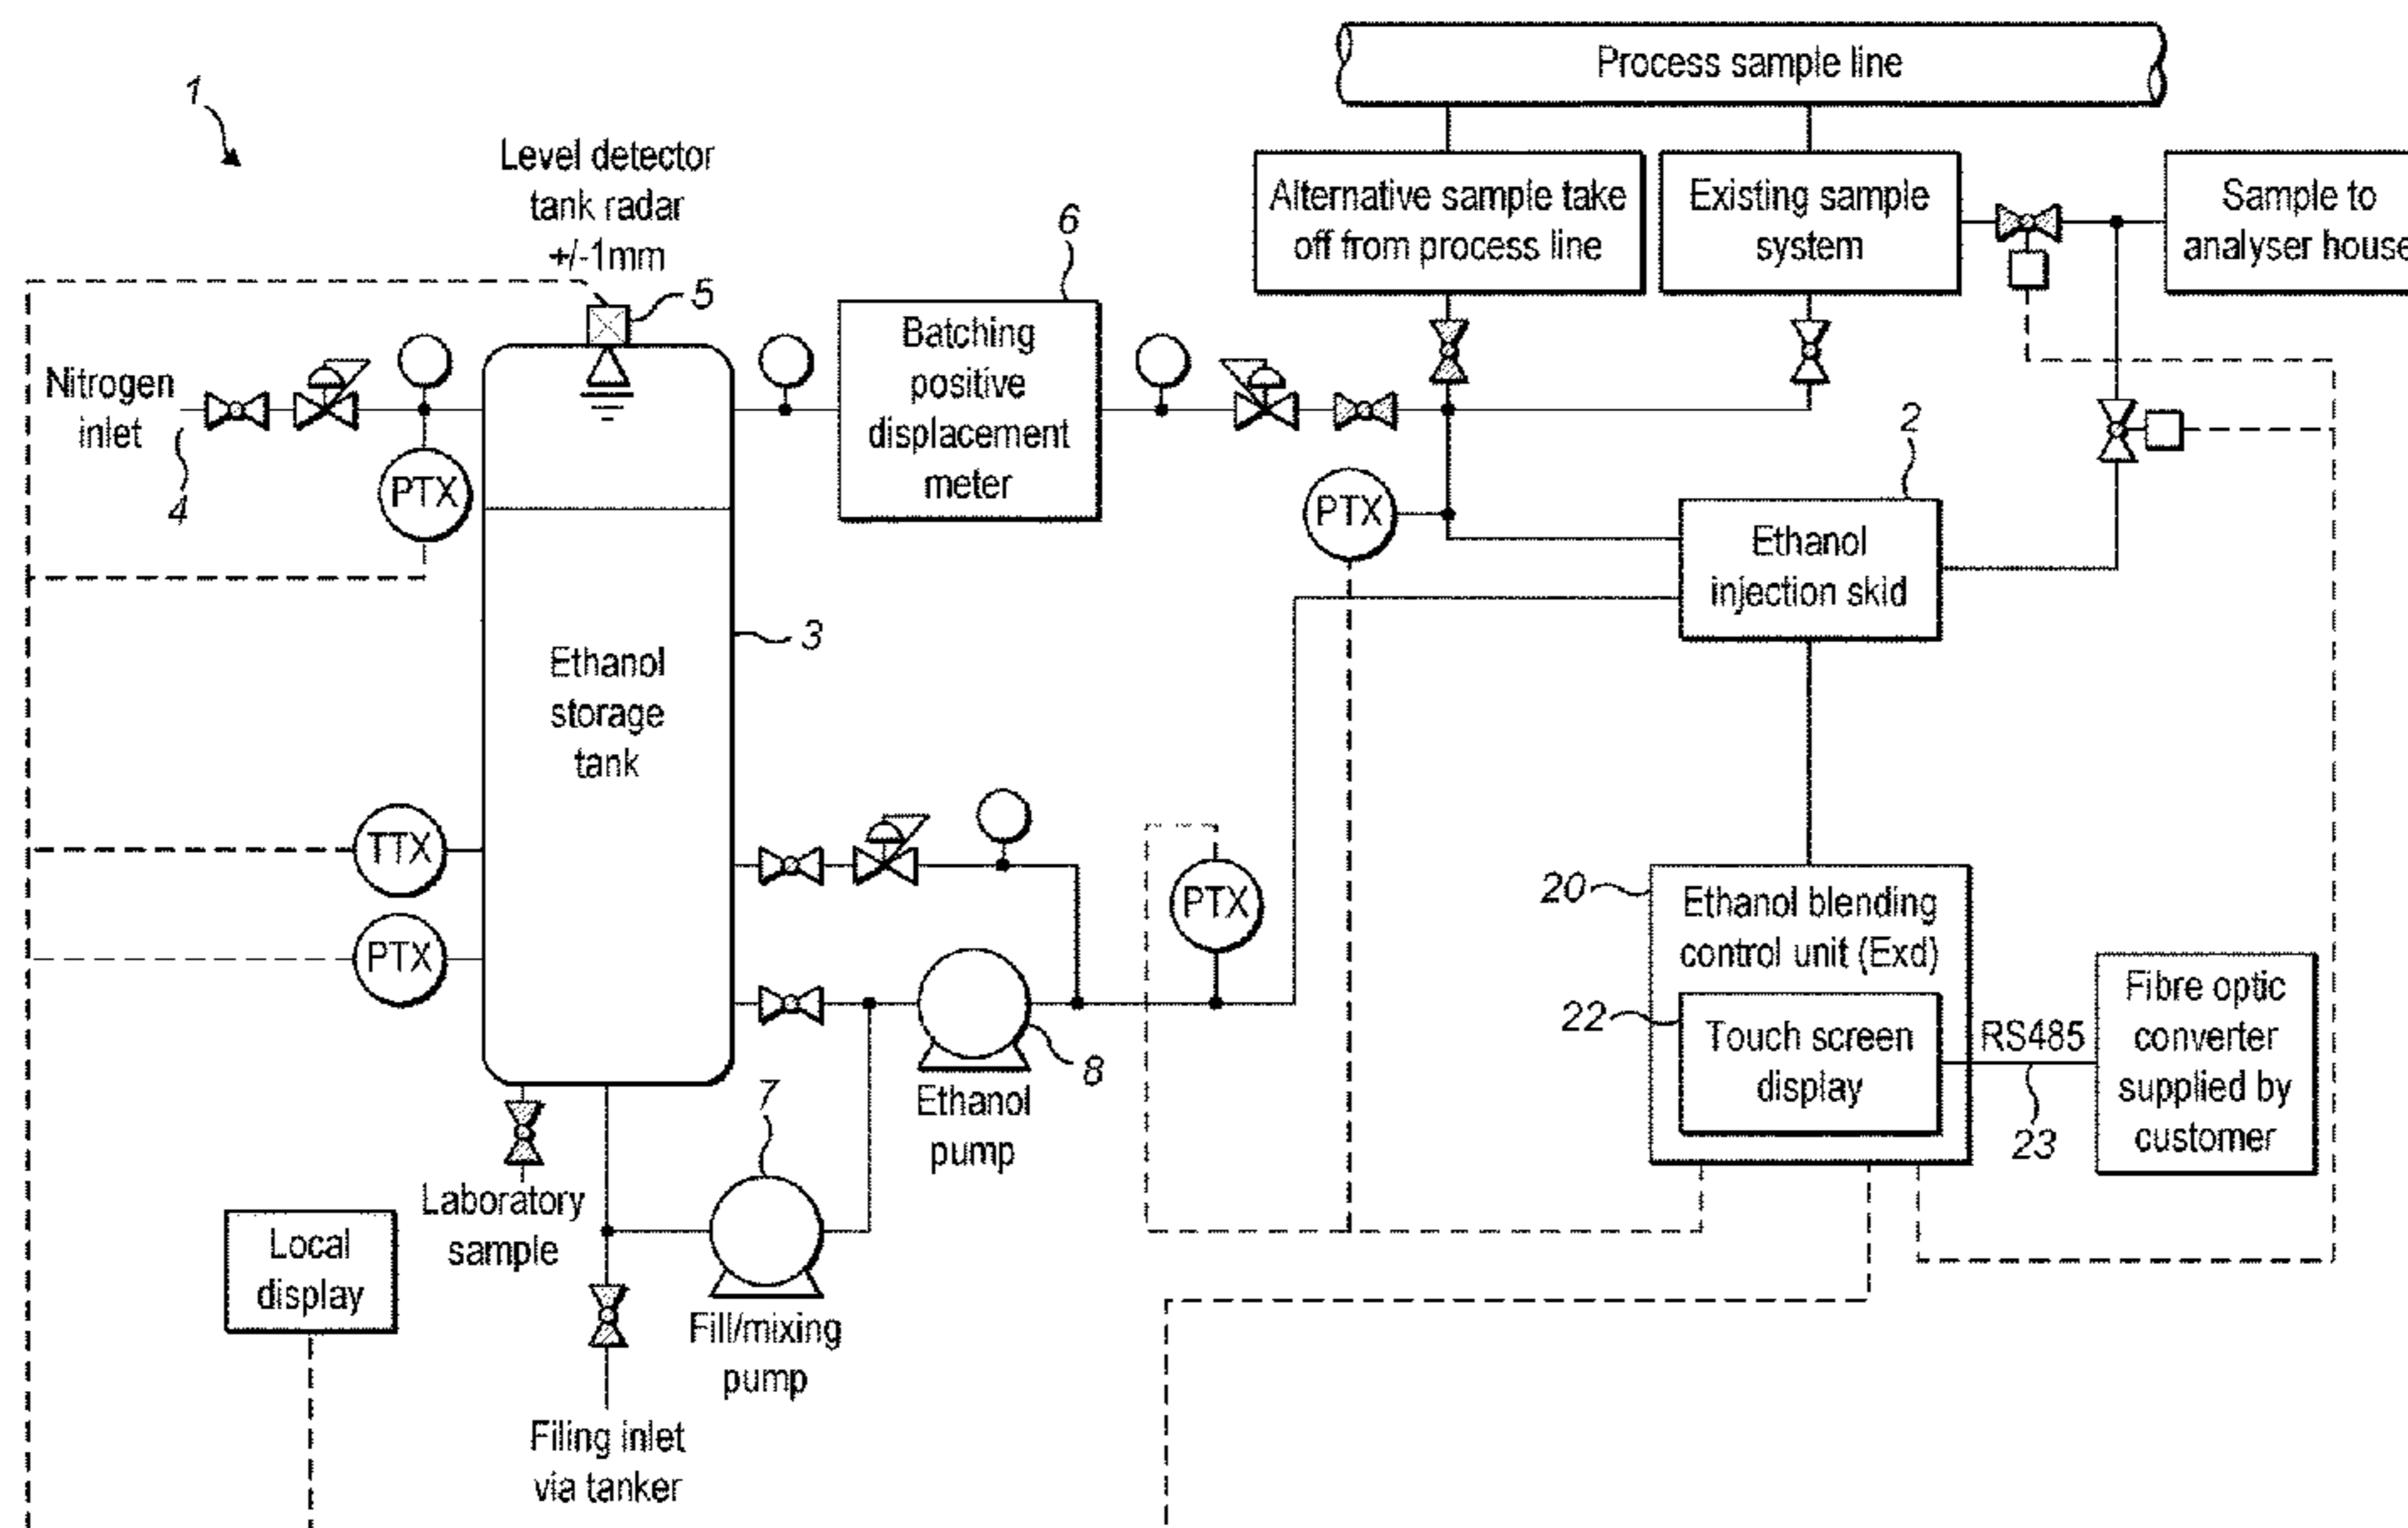 Process sample line
1
Level detector
tank radar
+/-1mm
5
6
Alternative sample take
off from process line
Existing sample
system
Sample to
analyser house
Nitrogen
inlet
4
PTX
Batching
positive
displacement
meter
PTX
2
Ethanol
injection skid
3
Ethanol
storage
tank
TTX
PTX
PTX
20
Ethanol blending
control unit (Exd)
22
Touch screen
display
RS485
23
Fibre optic
converter
supplied by
customer
8
Ethanol
pump
7
Laboratory
sample
Local
display
Fill/mixing
pump
Filing inlet
via tanker